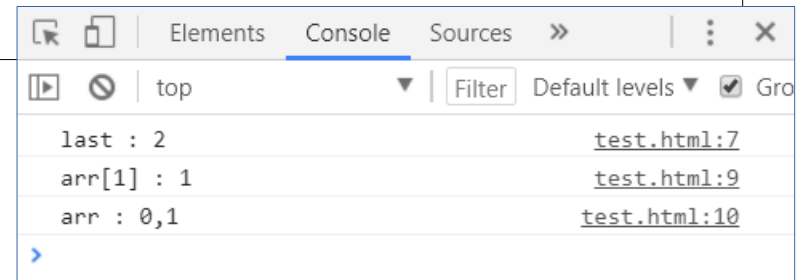 Elements Console Sources »
top Filter Default levels Gro
last : 2 test.html:7
arr[1] : 1 test.html:9
arr : 0,1 test.html:10
>